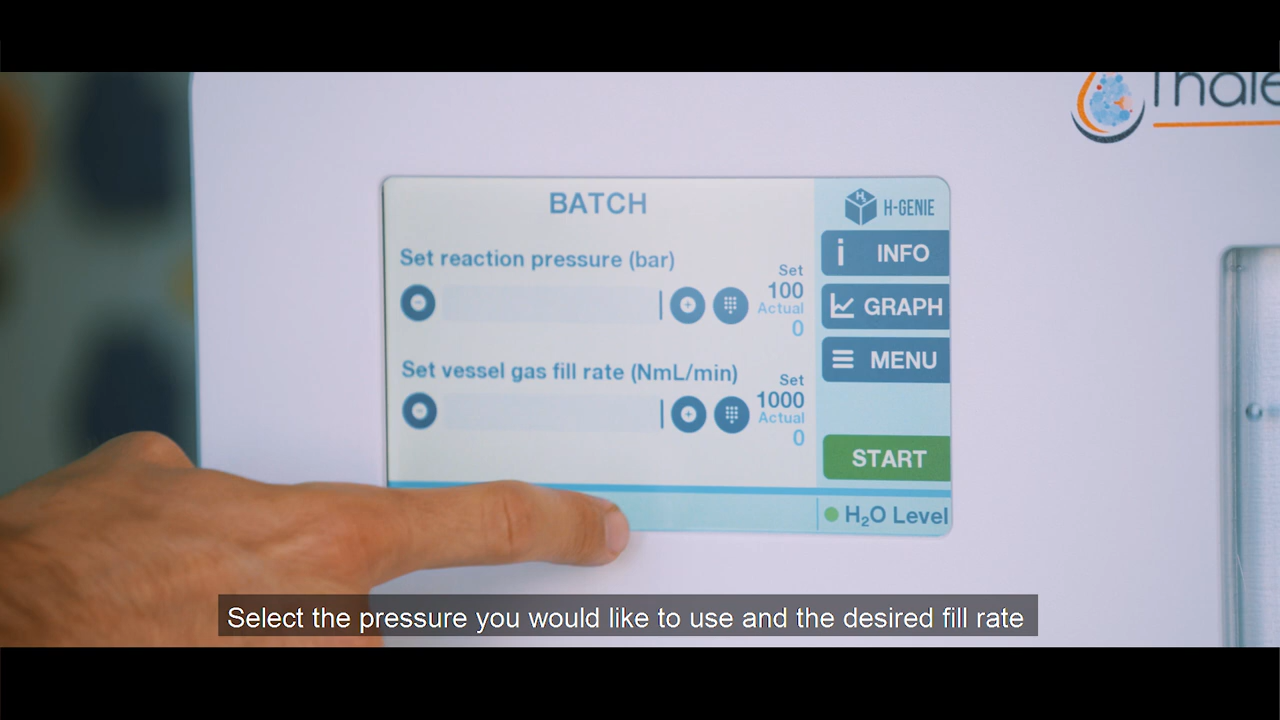 BATCH
Set reaction pressure (bar)
Set
100
Actual
0
Set vessel gas fill rate (NmL/min)
Set
1000
Actual
0
H-GENIE
INFO
GRAPH
MENU
START
H₂O Level
Select the pressure you would like to use and the desired fill rate